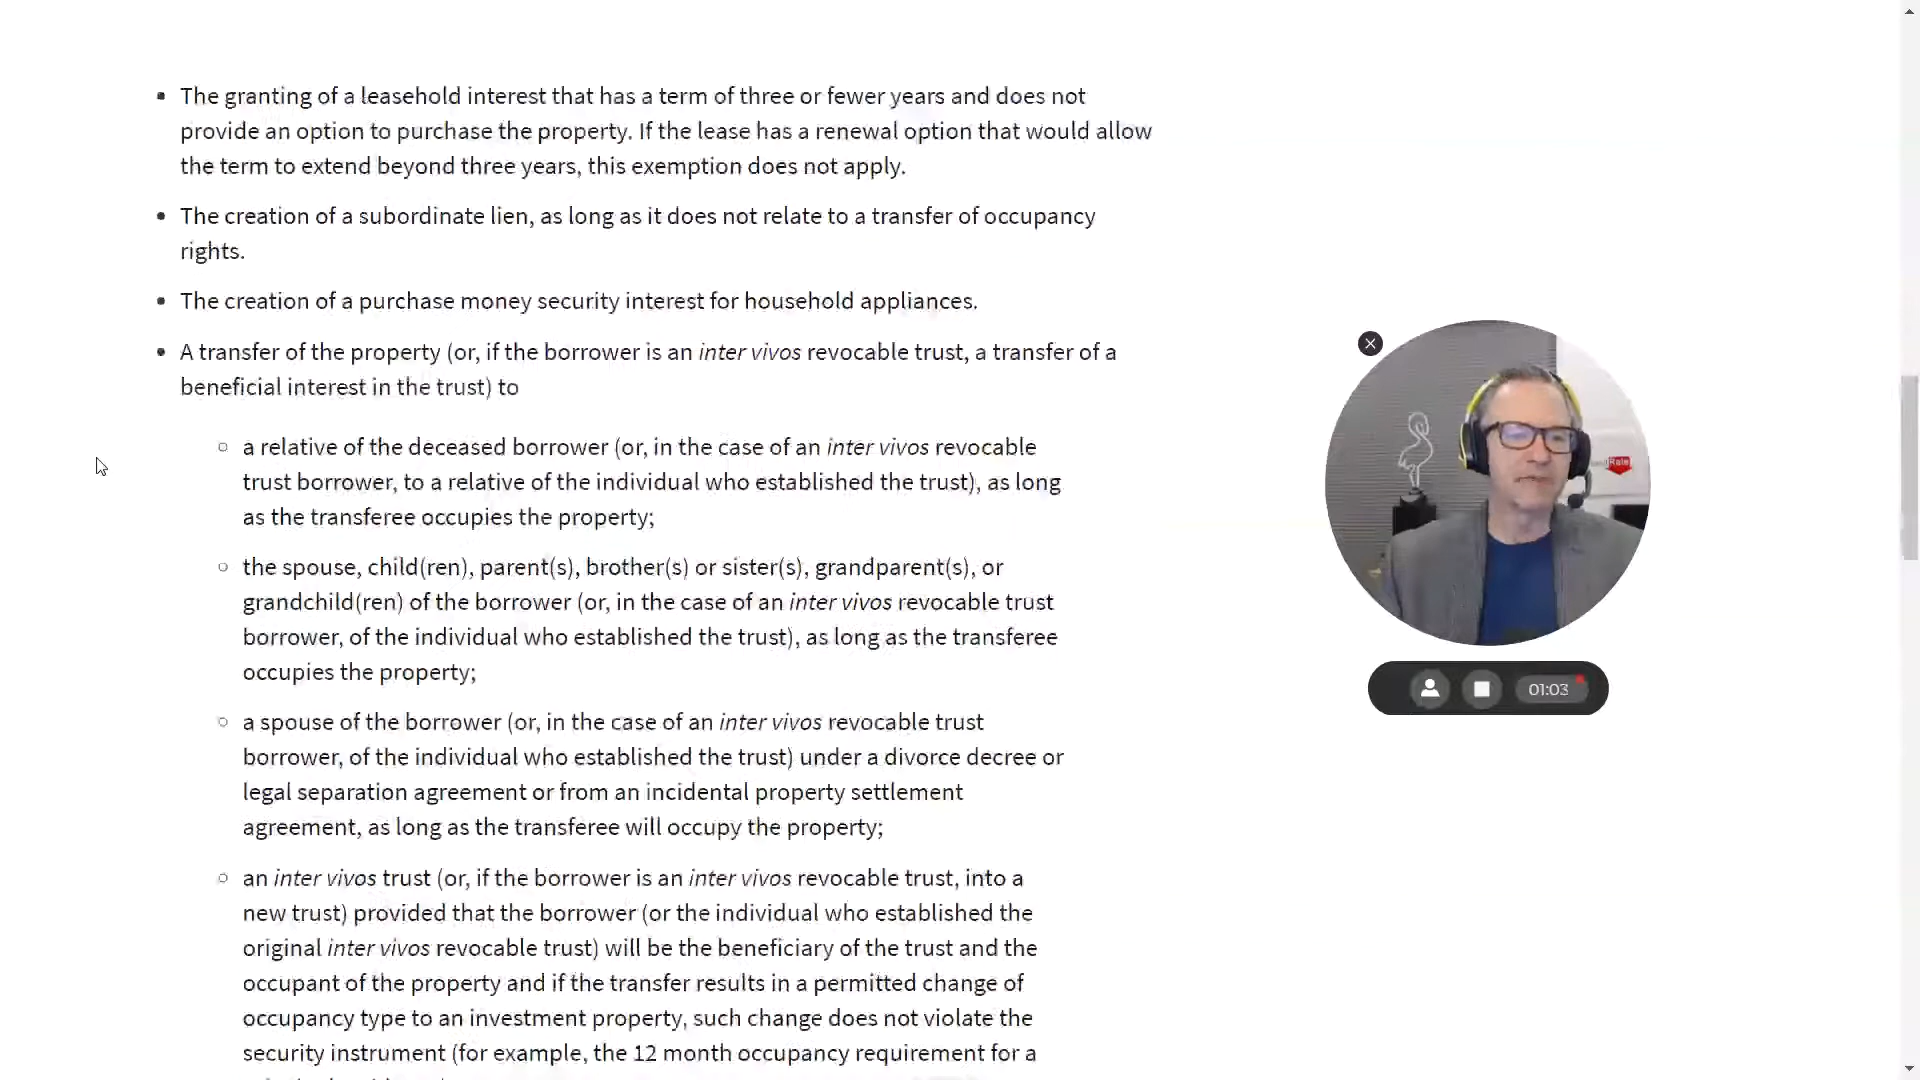 The granting of a leasehold interest that has a term of three or fewer years and does not
provide an option to purchase the property. If the lease has a renewal option that would allow
the term to extend beyond three years, this exemption does not apply.
The creation of a subordinate lien, as long as it does not relate to a transfer of occupancy
rights.
The creation of a purchase money security interest for household appliances.
A transfer of the property (or, if the borrower is an inter vivos revocable trust, a transfer of a
beneficial interest in the trust) to
a relative of the deceased borrower (or, in the case of an inter vivos revocable
trust borrower, to a relative of the individual who established the trust), as long
as the transferee occupies the property;
the spouse, child(ren), parent(s), brother(s) or sister(s), grandparent(s), or
grandchild(ren) of the borrower (or, in the case of an inter vivos revocable trust
borrower, of the individual who established the trust), as long as the transferee
occupies the property;
a spouse of the borrower (or, in the case of an inter vivos revocable trust
borrower, of the individual who established the trust) under a divorce decree or
legal separation agreement or from an incidental property settlement
agreement, as long as the transferee will occupy the property;
an inter vivos trust (or, if the borrower is an inter vivos revocable trust, into a
new trust) provided that the borrower (or the individual who established the
original inter vivos revocable trust) will be the beneficiary of the trust and the
occupant of the property and if the transfer results in a permitted change of
occupancy type to an investment property, such change does not violate the
security instrument (for example, the 12 month occupancy requirement for a
Rate
01:03